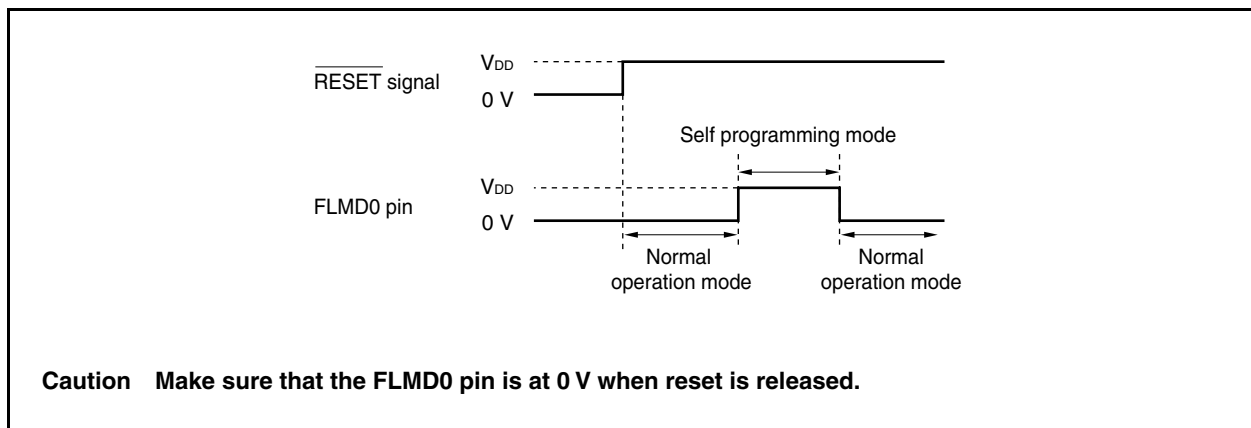 VDD
RESET signal
0 V
Self programming mode
VDD
FLMD0 pin
0 V
Normal
operation mode
Normal
operation mode
Caution Make sure that the FLMD0 pin is at 0 V when reset is released.